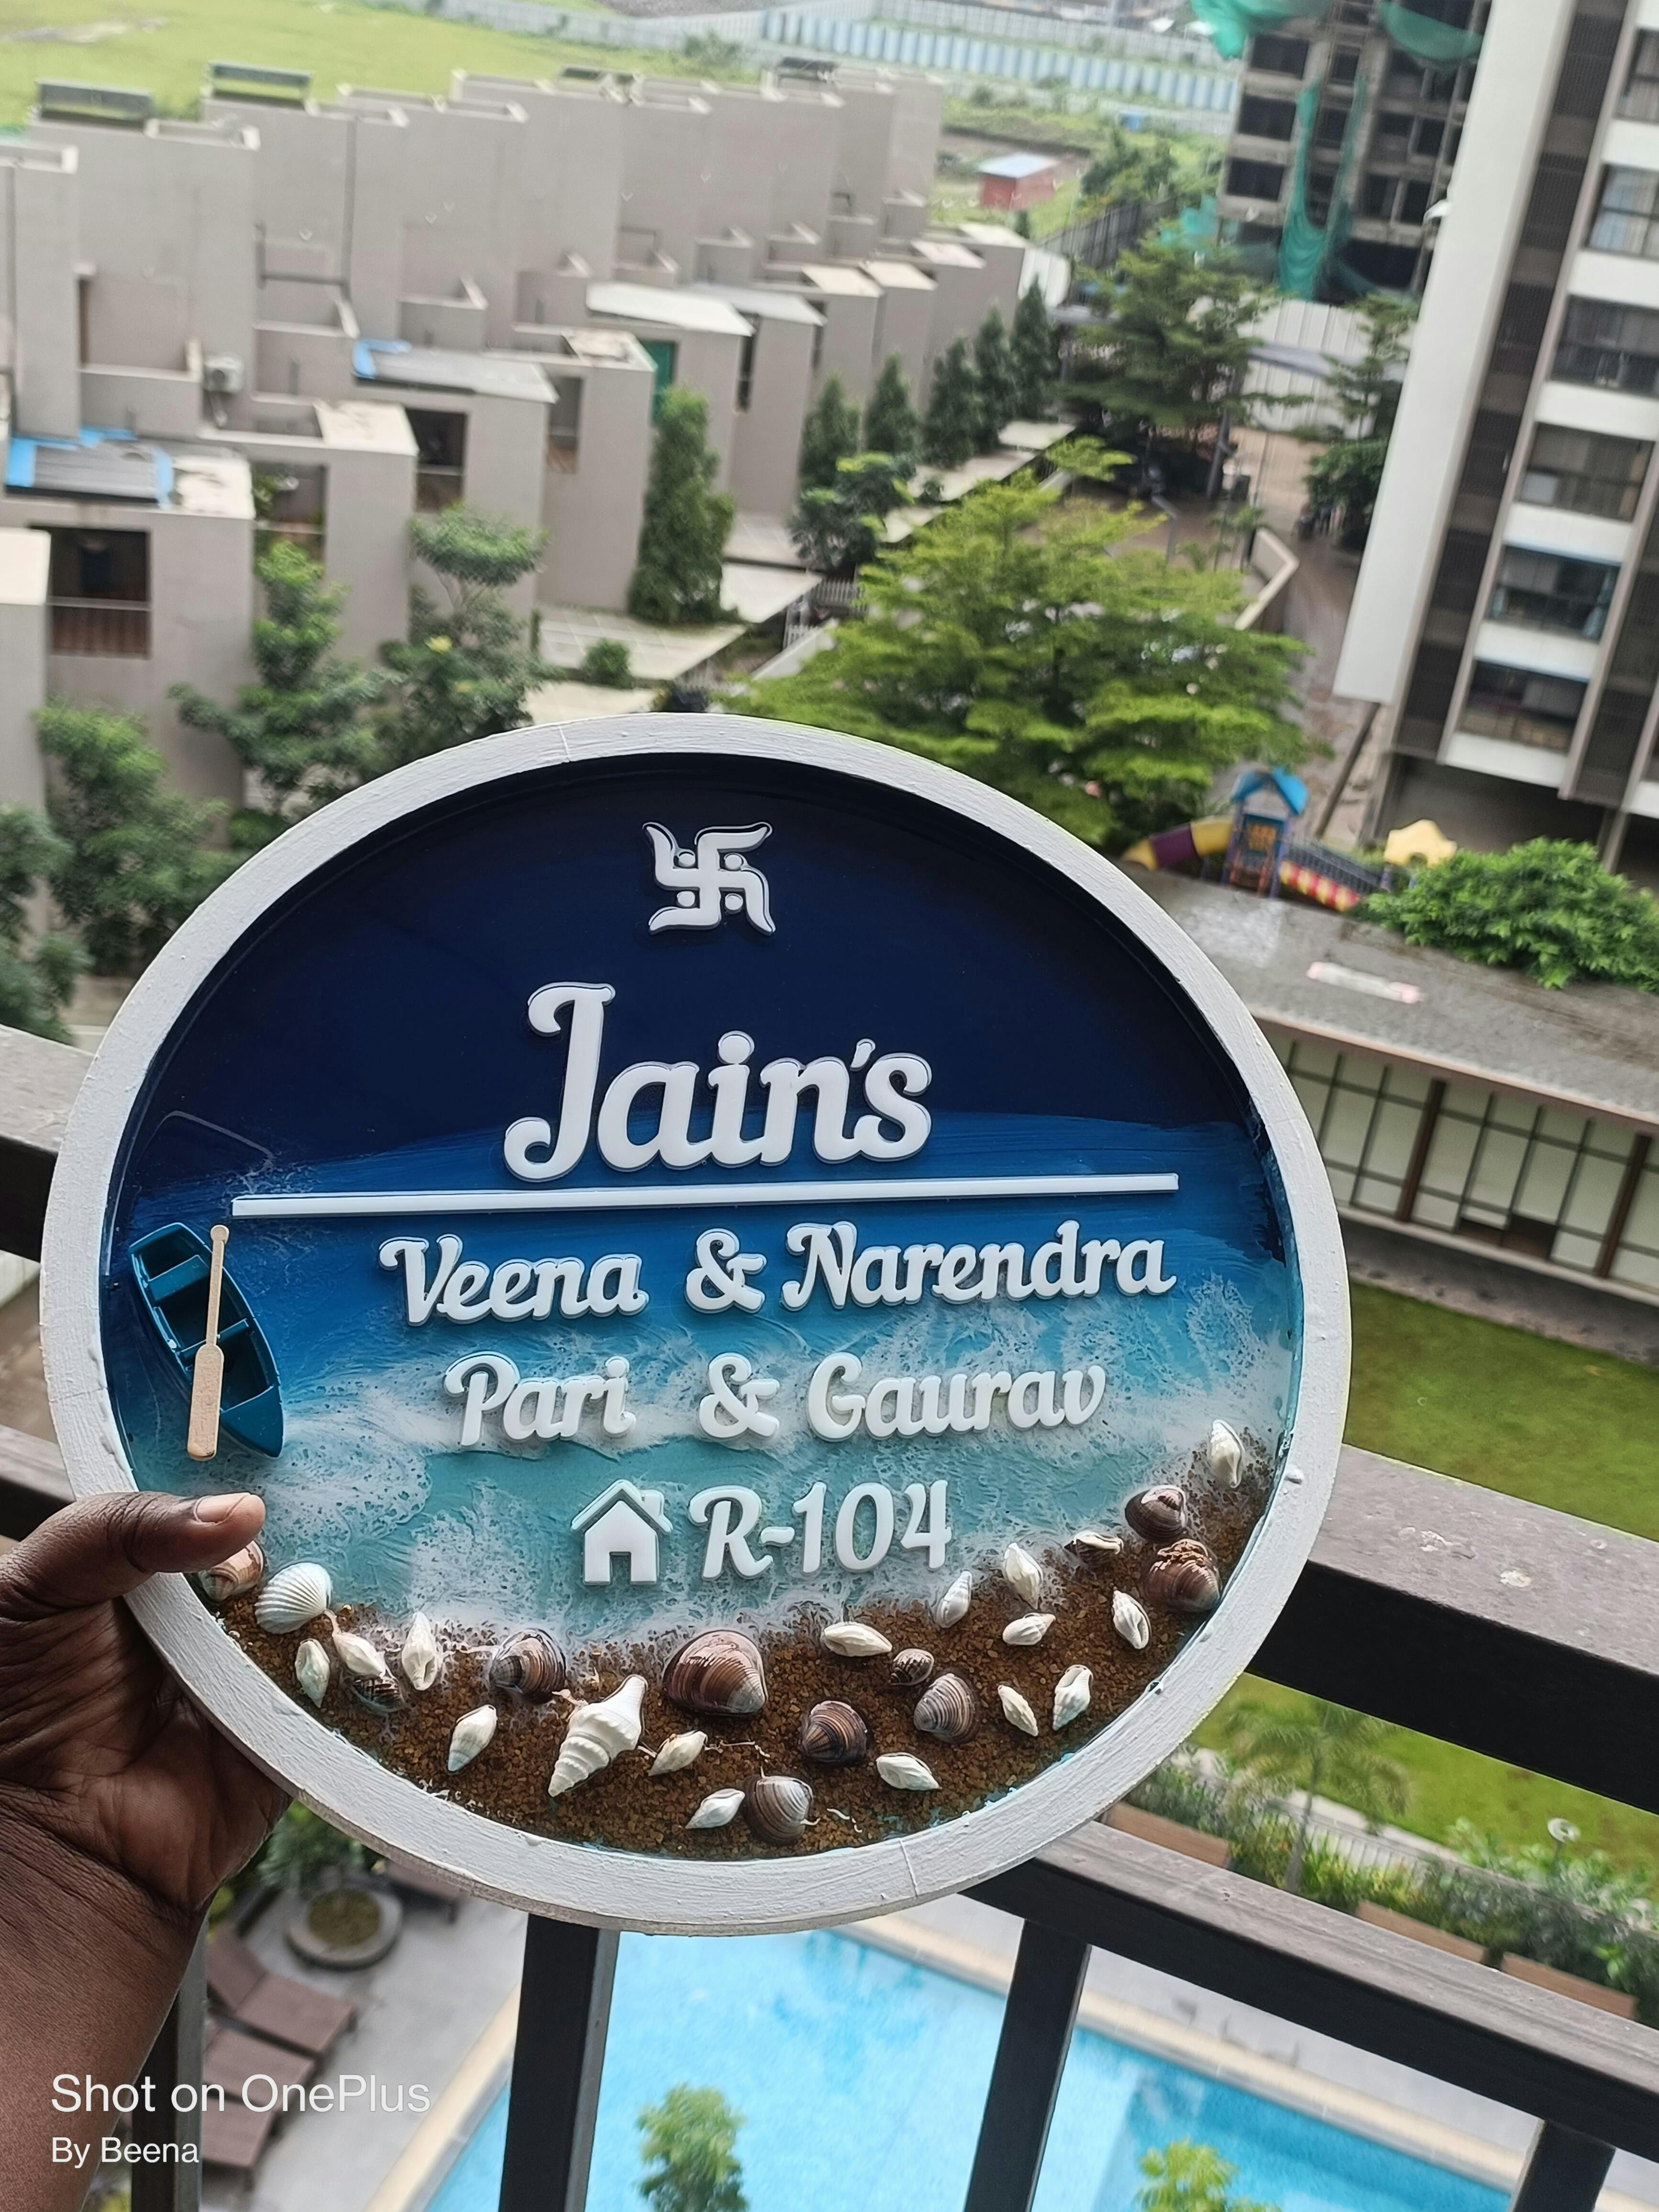 Jain's
Veena & Narendra
Pari & Gaurav
R-104
Shot on OnePlus
By Beena